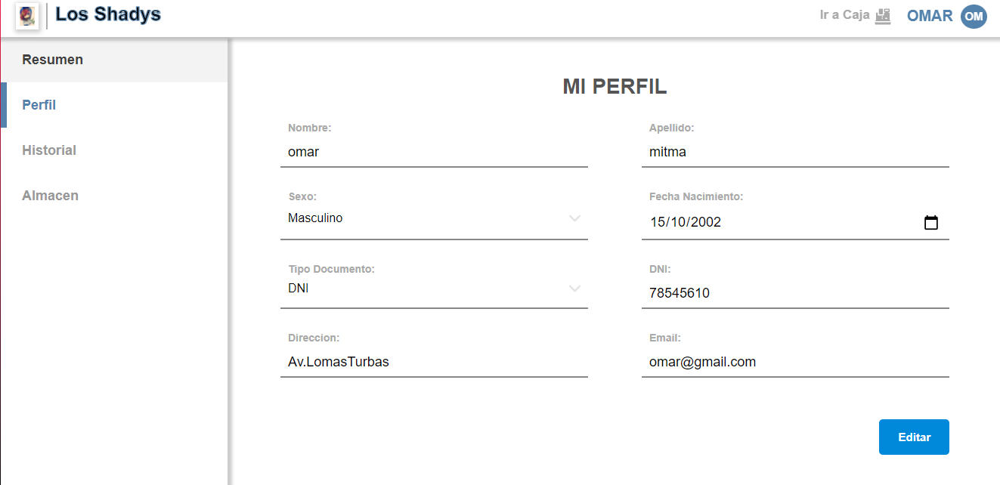 Los Shadys
Ir a Caja
OMAR
OM
Resumen
Perfil
Historial
Almacen
MI PERFIL
Nombre:
omar
Apellido:
mitma
Sexo:
Masculino
Fecha Nacimiento:
15/10/2002
Tipo Documento:
DNI
DNI:
78545610
Direccion:
Av.LomasTurbas
Email:
omar@gmail.com
Editar